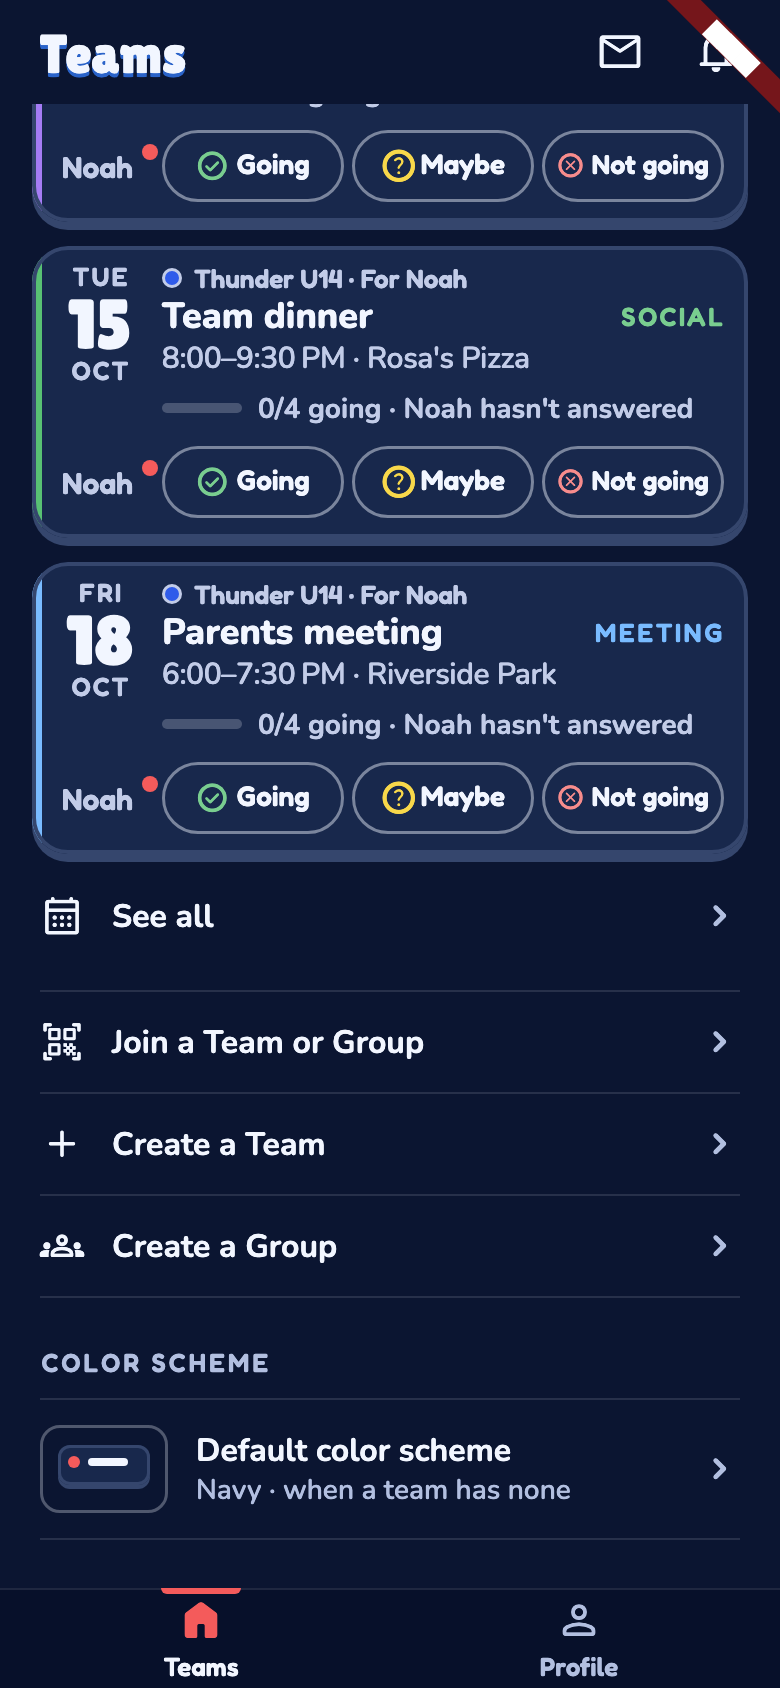 Teams
Noah
Going
Maybe
Not going
TUE
15
OCT
Thunder U14 · For Noah
Team dinner
SOCIAL
8:00–9:30 PM · Rosa's Pizza
0/4 going · Noah hasn't answered
Noah
Going
Maybe
Not going
FRI
18
OCT
Thunder U14 · For Noah
Parents meeting
MEETING
6:00–7:30 PM · Riverside Park
0/4 going · Noah hasn't answered
Noah
Going
Maybe
Not going
See all
Join a Team or Group
Create a Team
Create a Group
COLOR SCHEME
Default color scheme
Navy · when a team has none
Teams
Profile